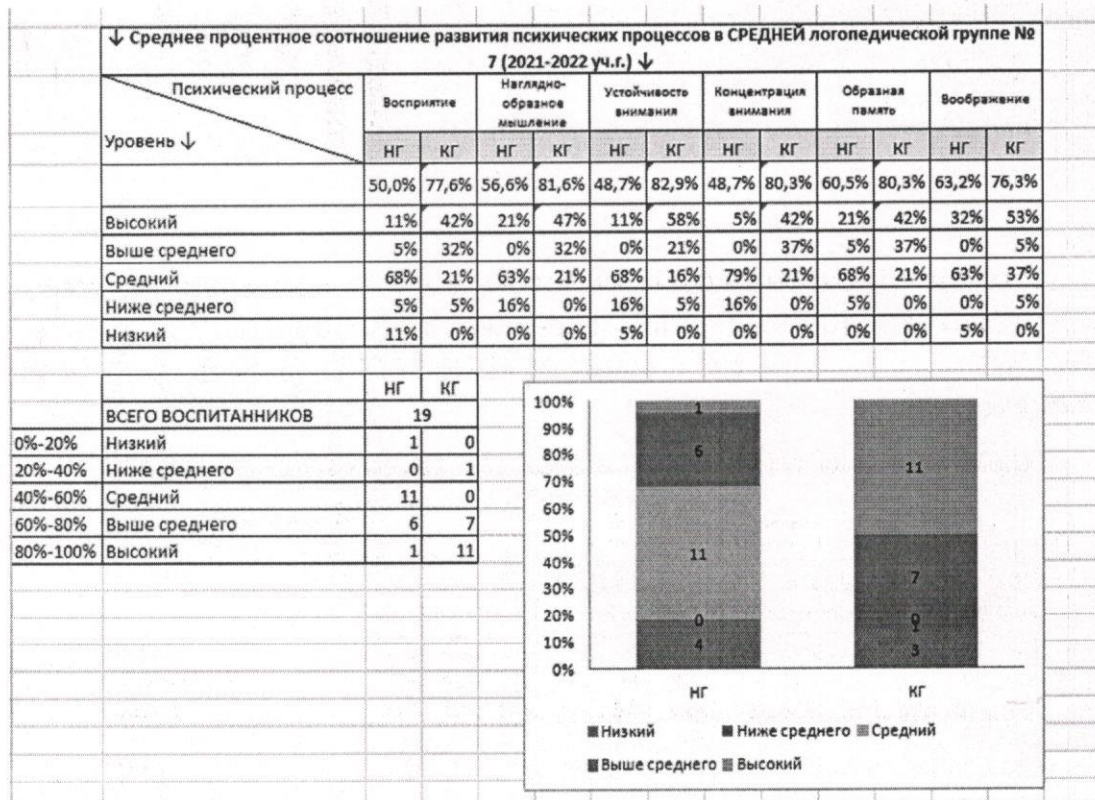 ↓ Среднее процентное соотношение развития психических процессов в СРЕДНЕЙ логопедической группе №
7 (2021-2022 уч.г.) ↓
Психический процесс
Уровень ↓
Восприятие
Наглядно-
образное
мышление
Устойчивость
внимания
Концентрация
внимания
Образная
память
Воображение
НГ КГ НГ КГ НГ КГ НГ КГ НГ КГ НГ КГ
50,0% 77,6% 56,6% 81,6% 48,7% 82,9% 48,7% 80,3% 60,5% 80,3% 63,2% 76,3%
Высокий 11% 42% 21% 47% 11% 58% 5% 42% 21% 42% 32% 53%
Выше среднего 5% 32% 0% 32% 0% 21% 0% 37% 5% 37% 0% 5%
Средний 68% 21% 63% 21% 68% 16% 79% 21% 68% 21% 63% 37%
Ниже среднего 5% 5% 16% 0% 16% 5% 16% 0% 5% 0% 0% 5%
Низкий 11% 0% 0% 0% 5% 0% 0% 0% 0% 0% 5% 0%
НГ КГ
ВСЕГО ВОСПИТАННИКОВ 19
0%-20% Низкий 1 0
20%-40% Ниже среднего 0 1
40%-60% Средний 11 0
60%-80% Выше среднего 6 7
80%-100% Высокий 1 11
100%
90%
80%
70%
60%
50%
40%
30%
20%
10%
0%
1
6
11
0
4
11
7
0
1
3
НГ КГ
Низкий Ниже среднего Средний
Выше среднего Высокий